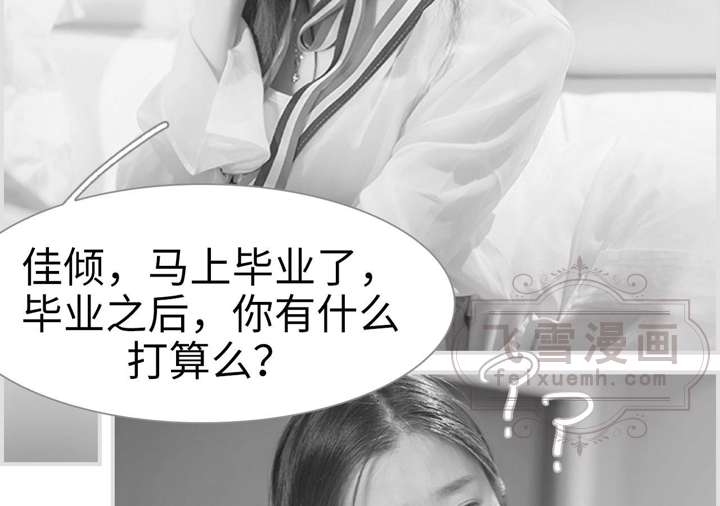 佳倾，马上毕业了，
毕业之后，你有什么
打算么？
飞雪漫画
feixuemh.com
? ?